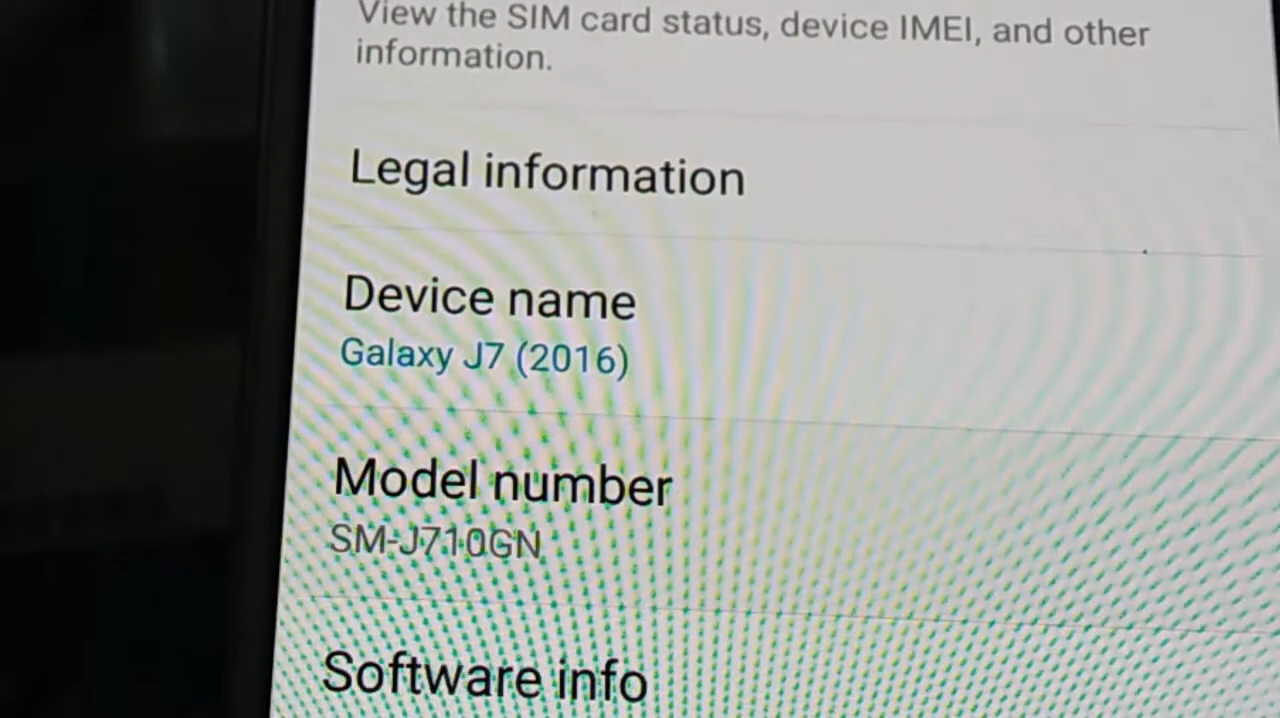 View the SIM card status, device IMEI, and other
information.
Legal information
Device name
Galaxy J7 (2016)
Model number
SM-J710GN
Software info